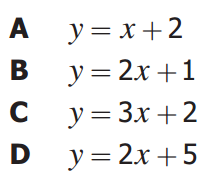 A y = x + 2
B y = 2x + 1
C y = 3x + 2
D y = 2x + 5